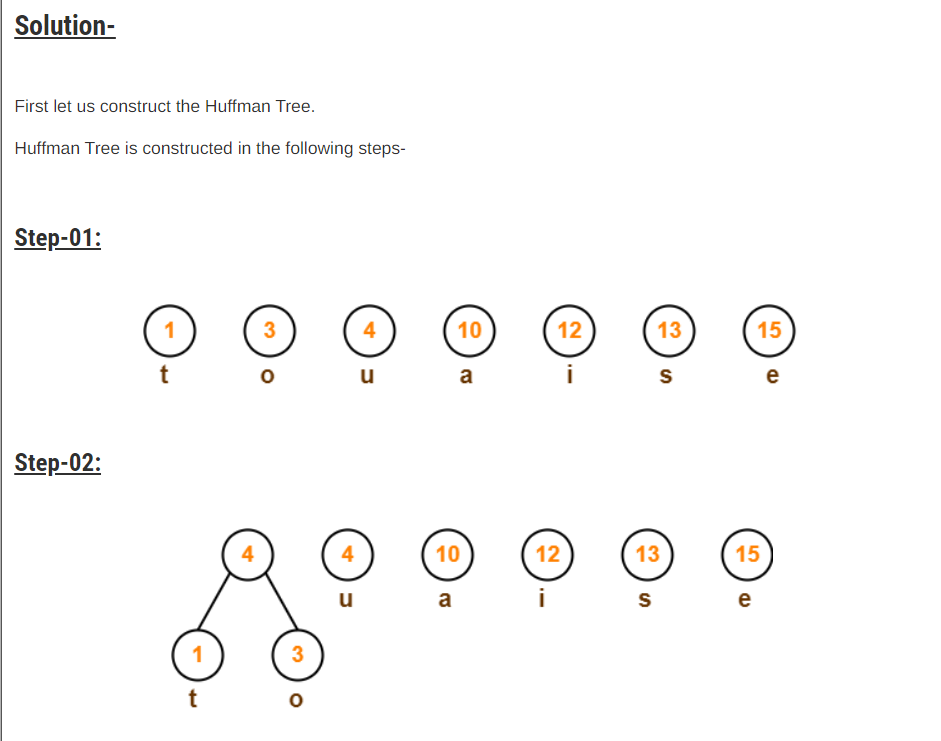 Solution-
First let us construct the Huffman Tree.
Huffman Tree is constructed in the following steps-
Step-01:
1 3 4 10 12 13 15
t o u a i s e
Step-02:
4 4 10 12 13 15
u a i s e
1 3
t o